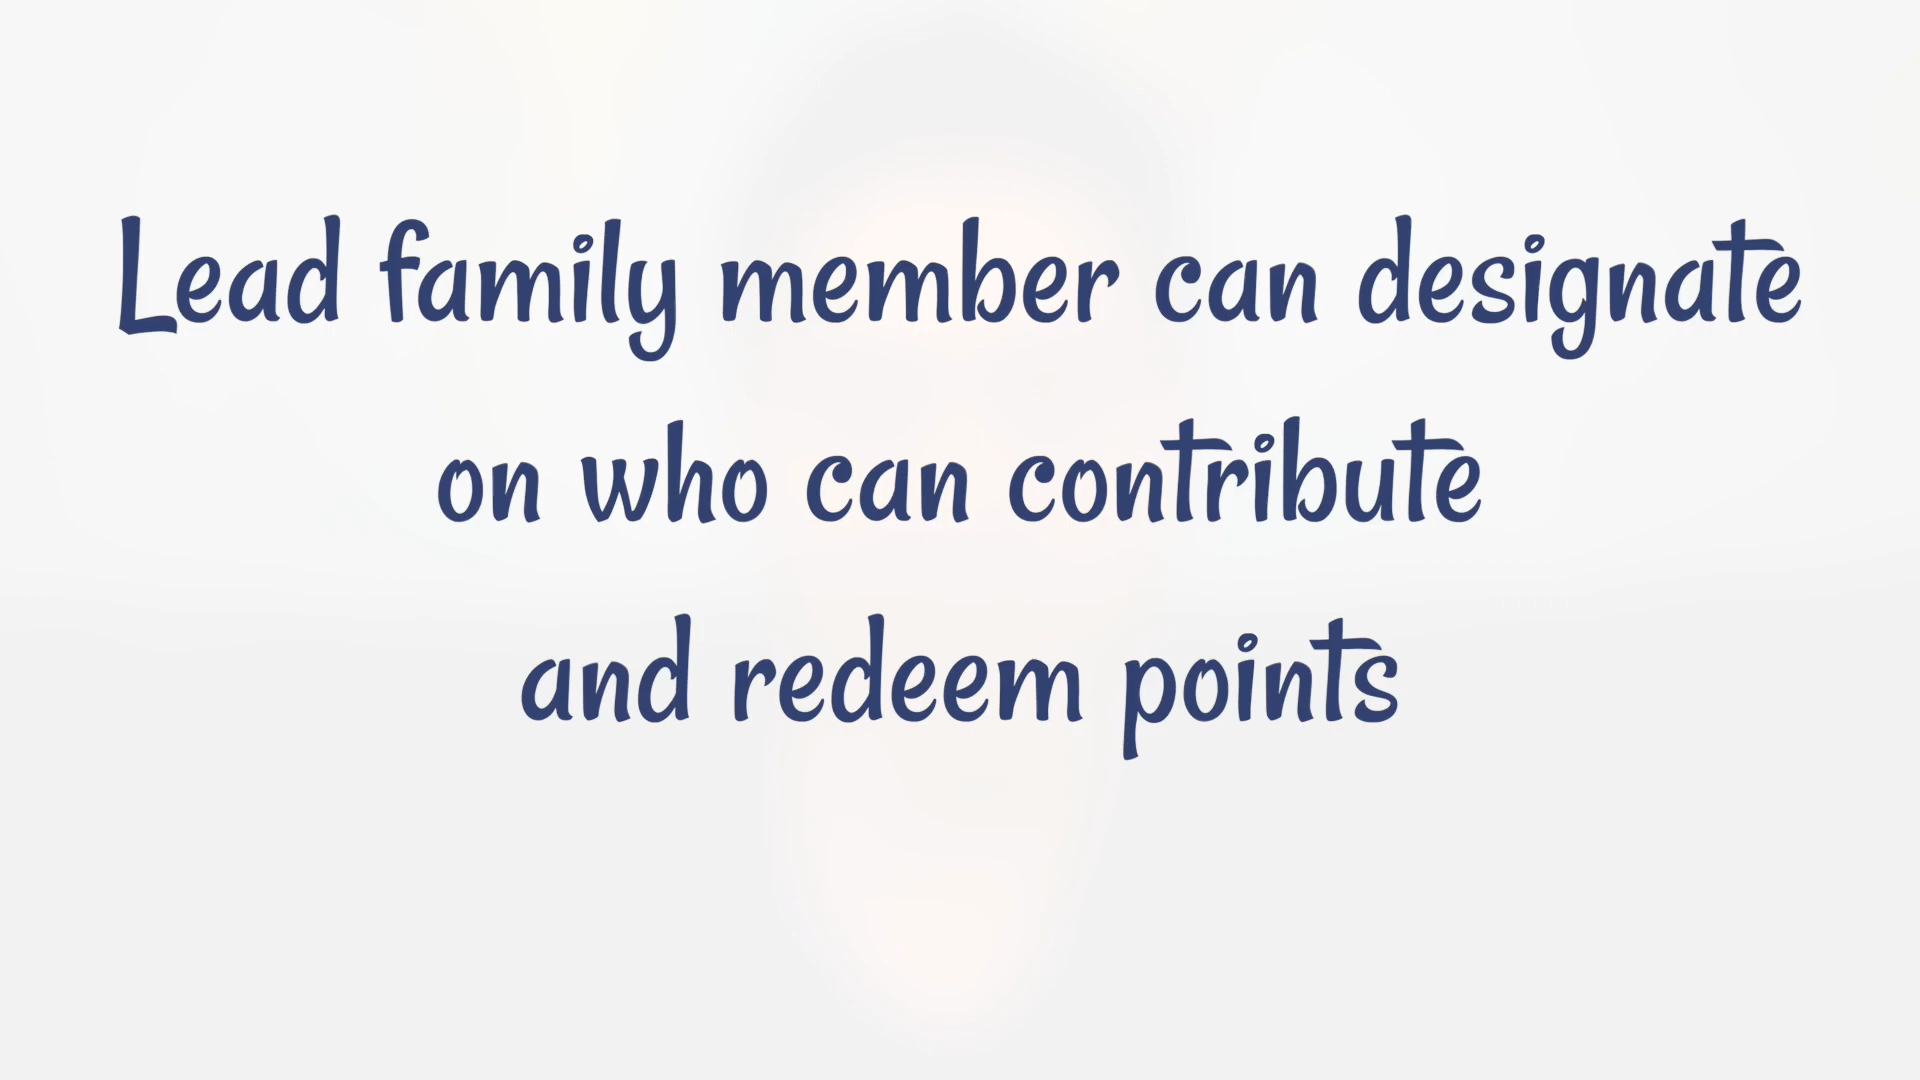 Lead family member can designate
on who can contribute
and redeem points